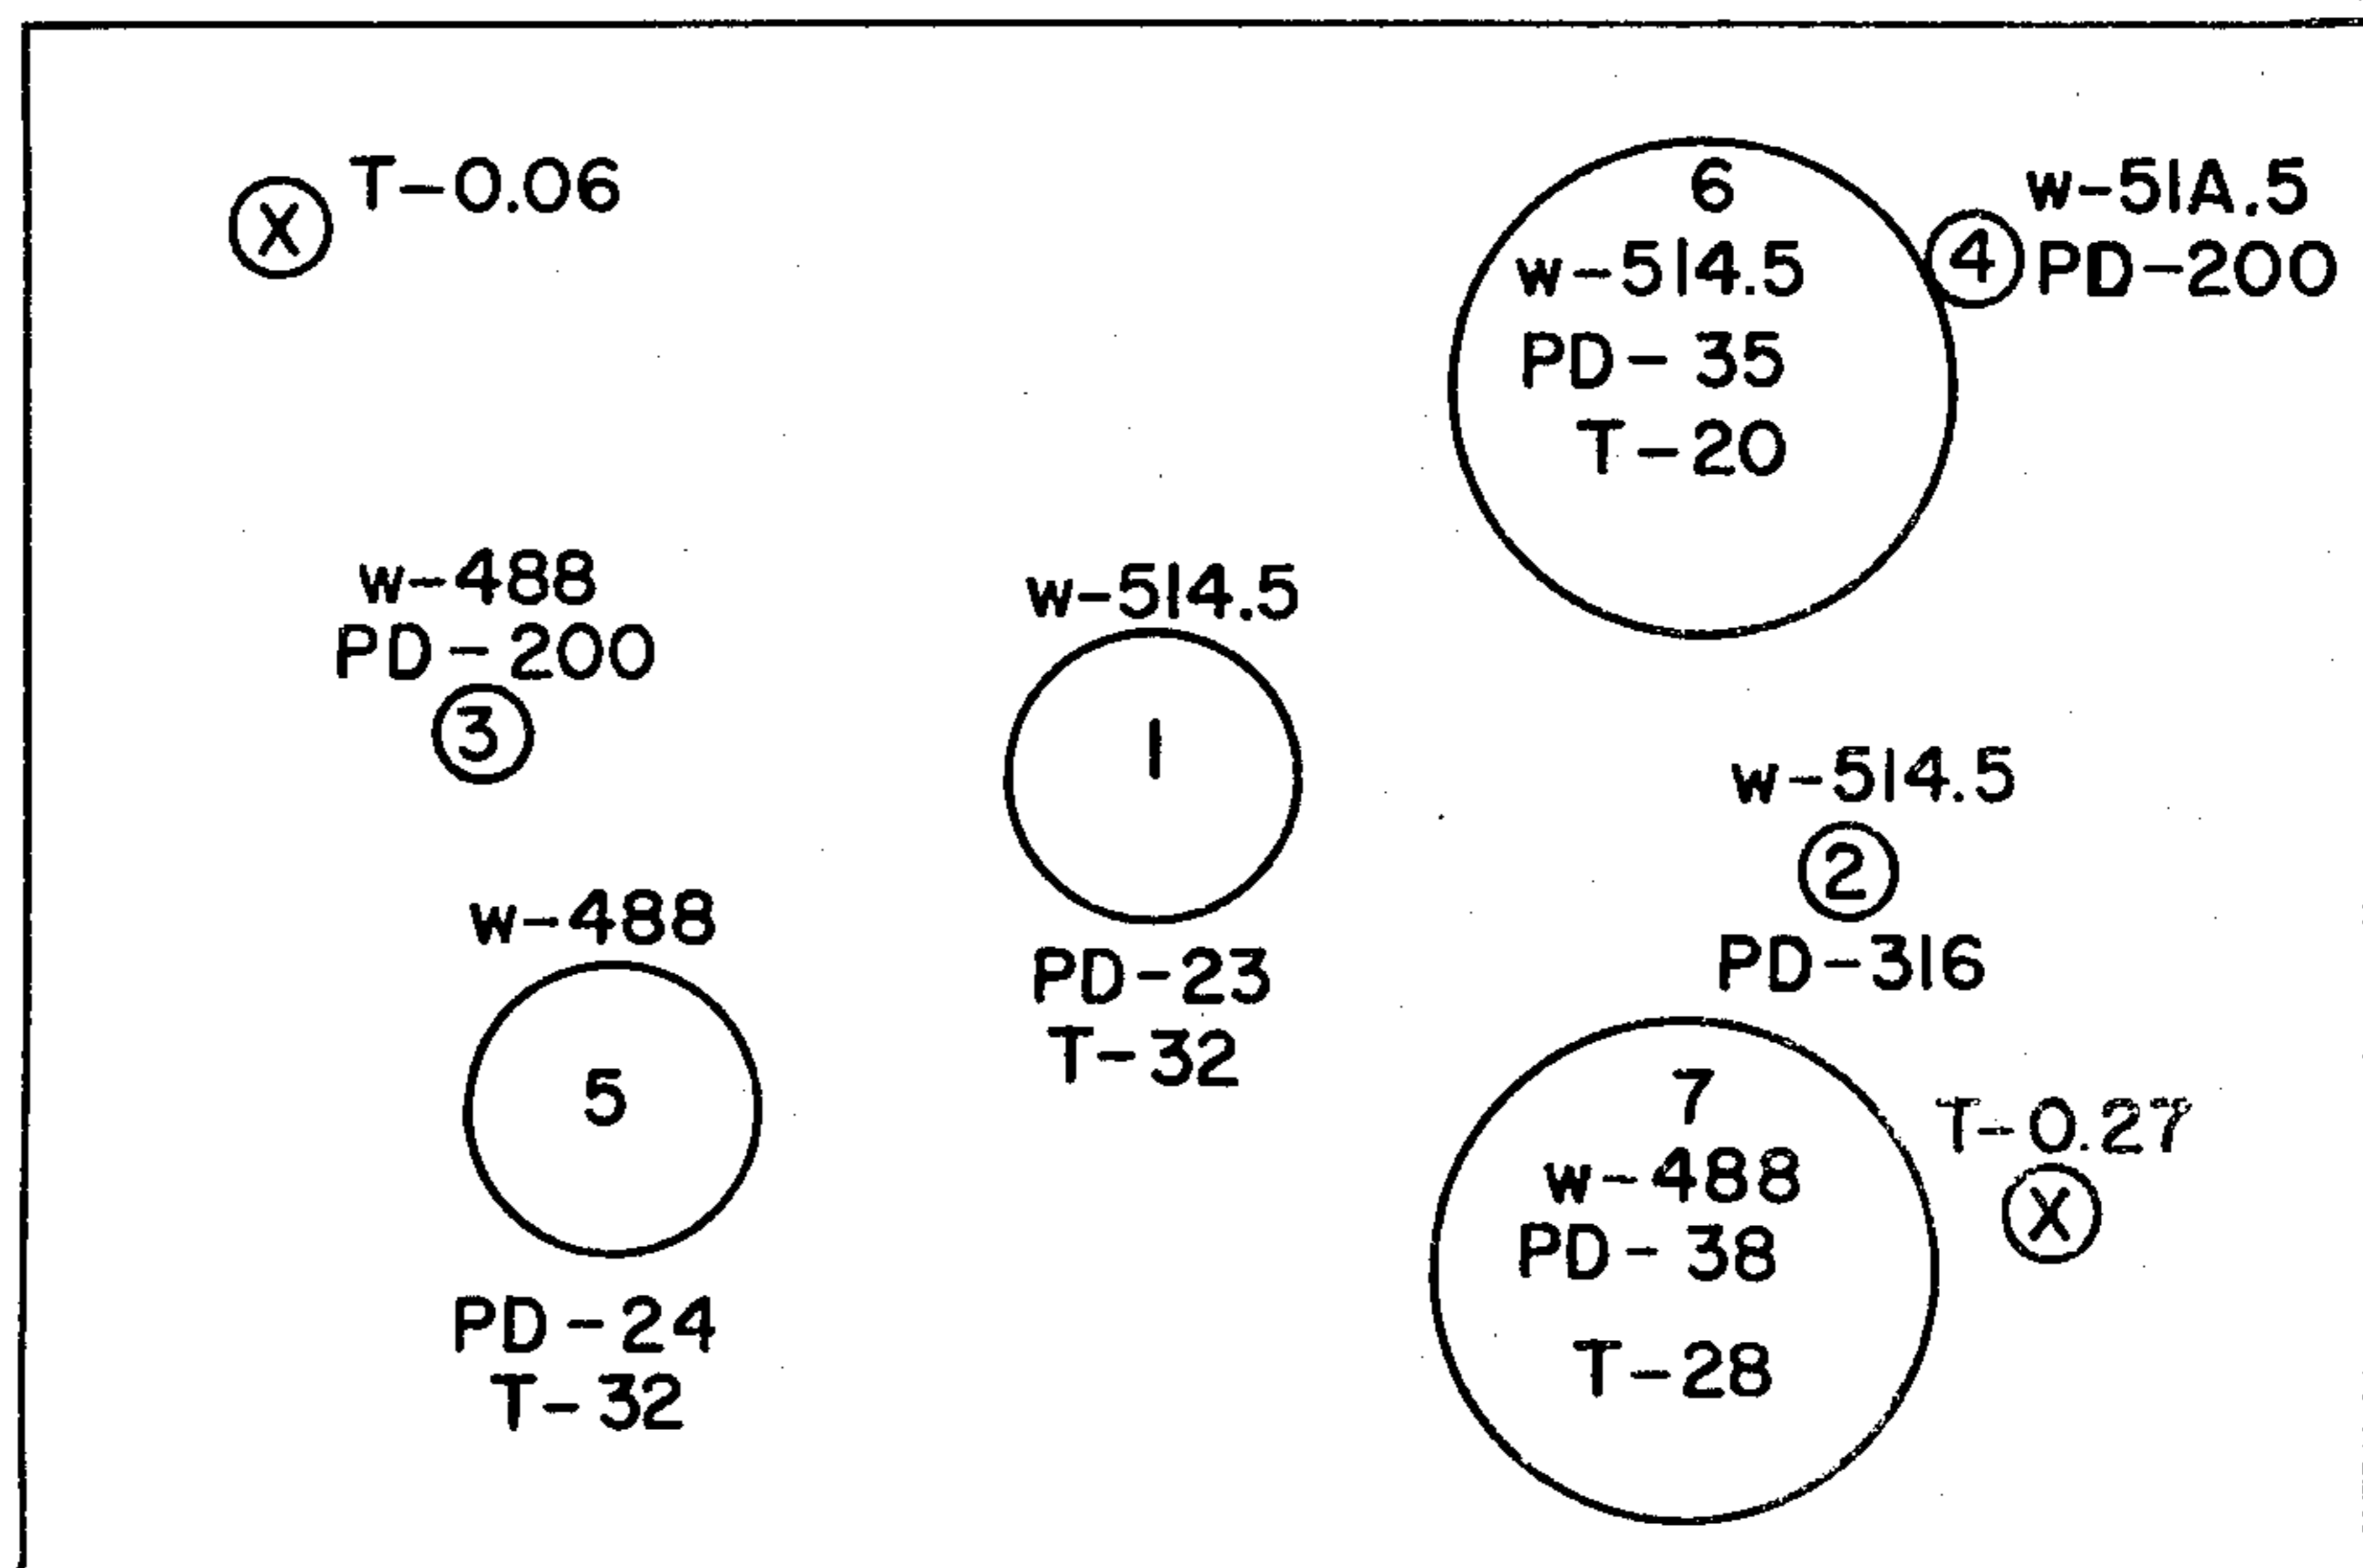 X
T-0.06
6
w-514.5
PD-35
T-20
w-51A.5
4
PD-200
w-488
PD-200
3
w-514.5
1
PD-23
T-32
w-514.5
2
PD-316
w-488
5
PD-24
T-32
7
w-488
PD-38
T-28
T-0.27
X